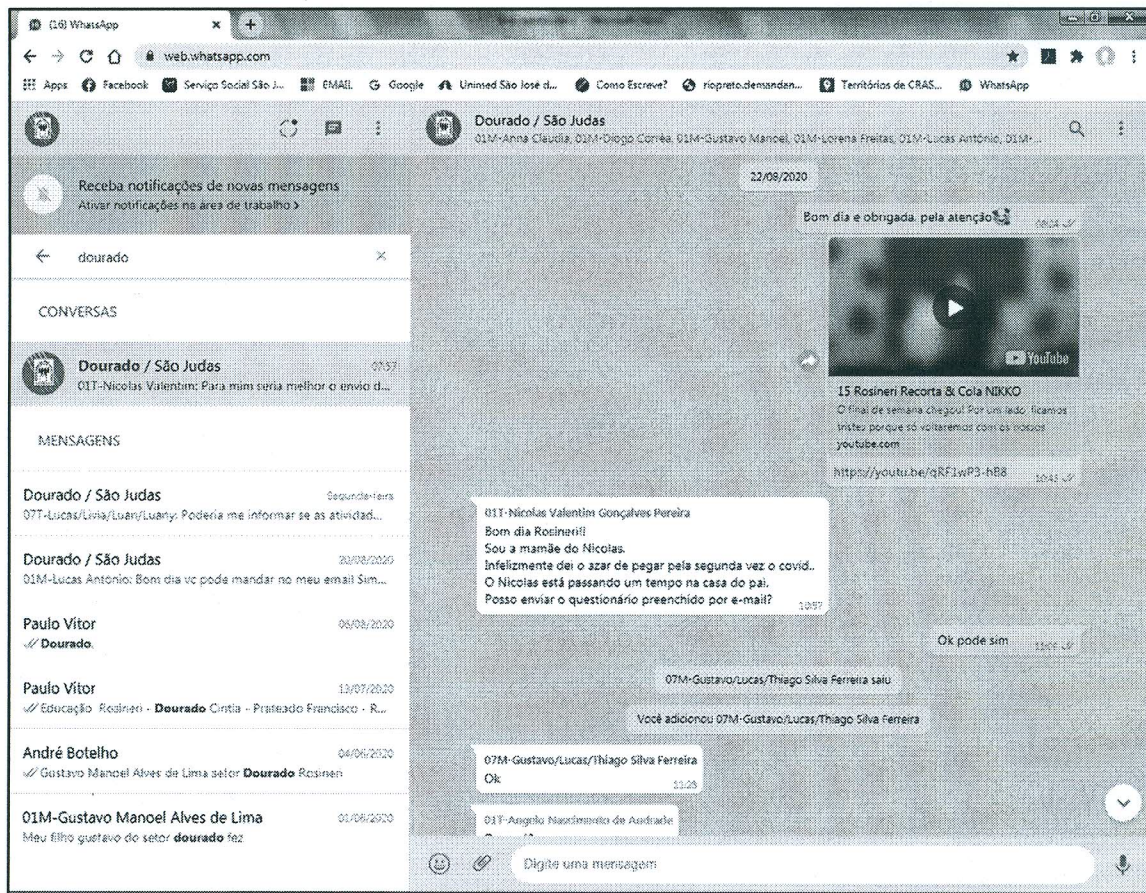 (16) WhatsApp
web.whatsapp.com
Apps Facebook Serviço Social São J... EMAIL Google Unimed São José d... Como Escreve? riopreto.demandan... Territórios de CRAS... WhatsApp
Receba notificações de novas mensagens
Ativar notificações na área de trabalho >
dourado
CONVERSAS
Dourado / São Judas 07:57
01T-Nicolas Valentim: Para mim seria melhor o envio d...
MENSAGENS
Dourado / São Judas Segunda-feira
07T-Lucas/Livia/Luan/Luany: Poderia me informar se as atividad...
Dourado / São Judas
01M-Lucas Antônio: Bom dia vc pode mandar no meu email Sim...
Paulo Vitor 06/08/2020
Dourado.
Paulo Vitor 13/07/2020
Educação Rosineri - Dourado Cintia - Prateado Francisco - R...
André Botelho 04/06/2020
Gustavo Manoel Alves de Lima setor Dourado Rosineri
01M-Gustavo Manoel Alves de Lima 01/06/2020
Meu filho gustavo do setor dourado fez
Dourado / São Judas
01M-Anna Claudia, 01M-Diogo Corrêa, 01M-Gustavo Manoel, 01M-Lorena Freitas, 01M-Lucas Antônio, 01M-...
22/08/2020
Bom dia e obrigada. pela atenção
YouTube
15 Rosineri Recorta & Cola NIKKO
O final de semana chegou! Por um lado, ficamos
tristes porque só voltaremos com os nossos
youtube.com
https://youtu.be/qRF1wP3-hB8 10:45
01T-Nicolas Valentim Gonçalves Pereira
Bom dia Rosineri!!
Sou a mamãe do Nicolas.
Infelizmente dei o azar de pegar pela segunda vez o covid..
O Nicolas está passando um tempo na casa do pai.
Posso enviar o questionário preenchido por e-mail? 10:57
Ok pode sim
07M-Gustavo/Lucas/Thiago Silva Ferreira saiu
Você adicionou 07M-Gustavo/Lucas/Thiago Silva Ferreira
07M-Gustavo/Lucas/Thiago Silva Ferreira
Ok 11:28
01T-Angelo Nascimento de Andrade
Digite uma mensagem